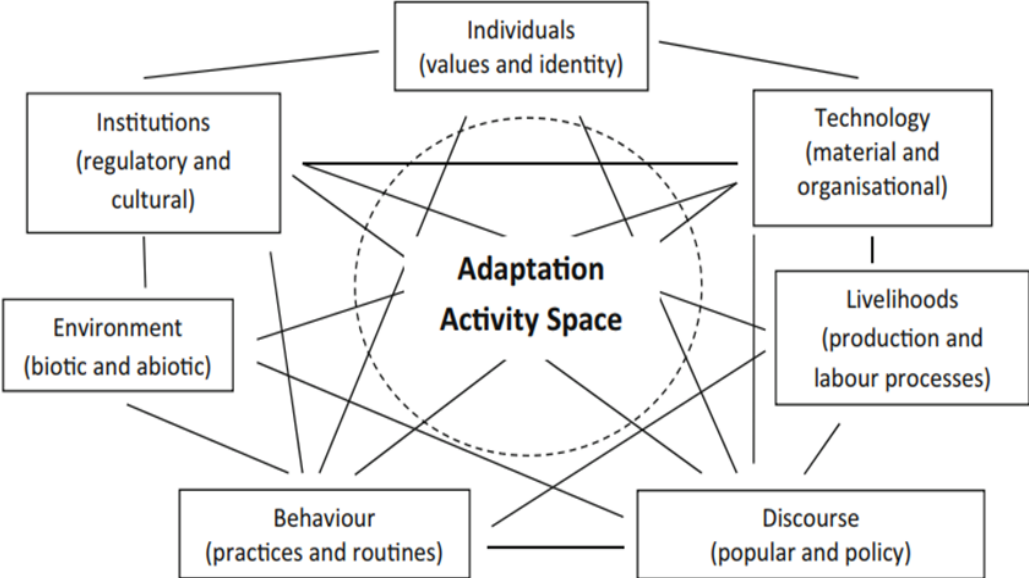 Individuals
(values and identity)
Institutions
(regulatory and
cultural)
Technology
(material and
organisational)
Adaptation
Activity Space
Environment
(biotic and abiotic)
Livelihoods
(production and
labour processes)
Behaviour
(practices and routines)
Discourse
(popular and policy)